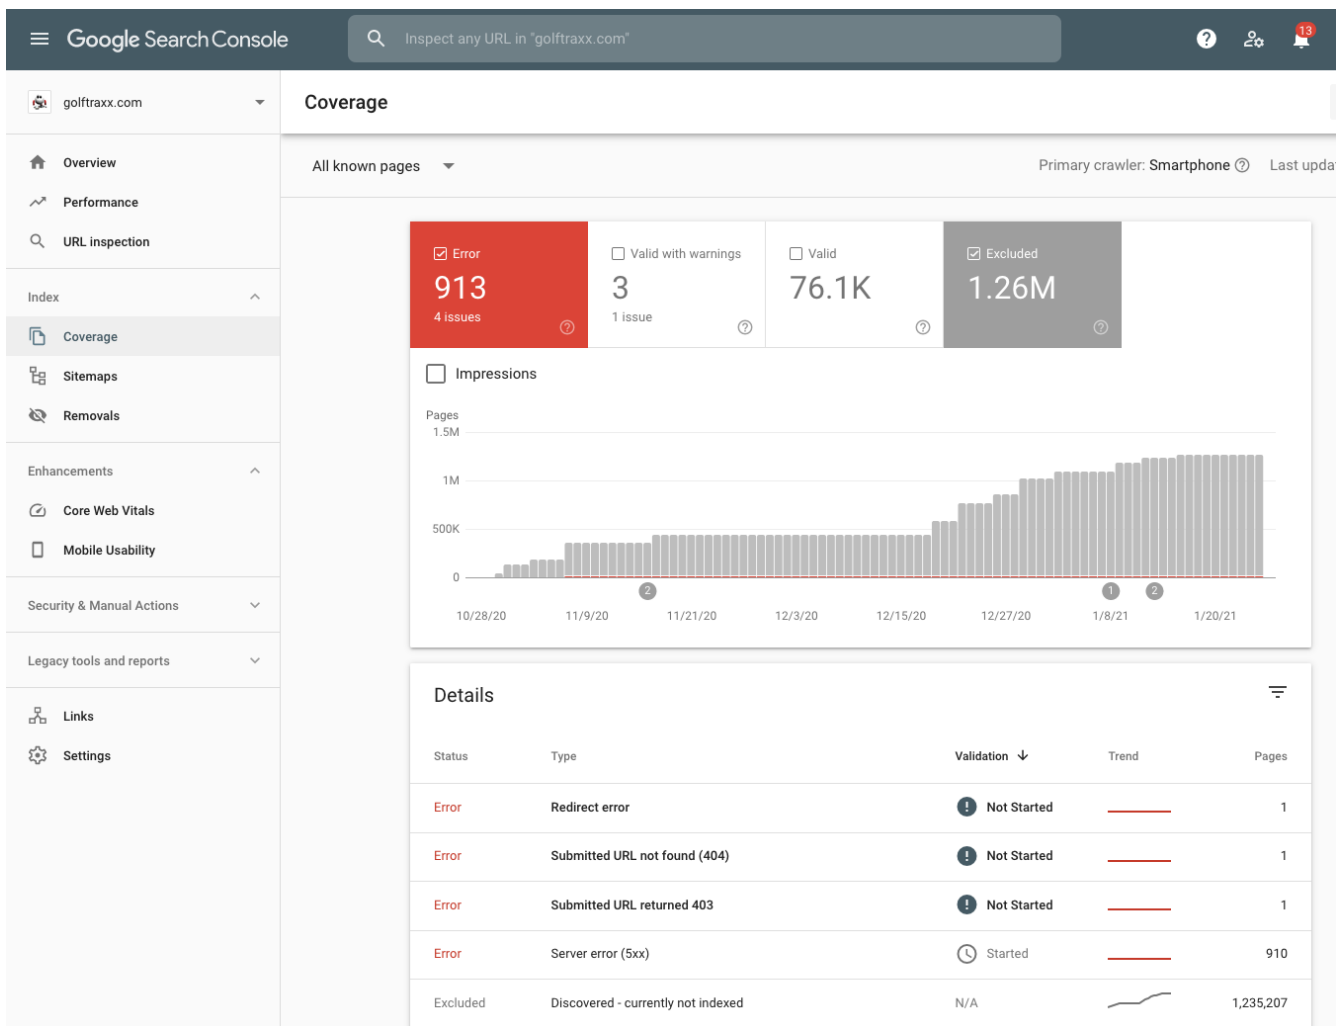 Google Search Console
Inspect any URL in "golftraxx.com"
13
golftraxx.com
Coverage
Overview
Performance
URL inspection
Index
Coverage
Sitemaps
Removals
Enhancements
Core Web Vitals
Mobile Usability
Security & Manual Actions
Legacy tools and reports
Links
Settings
All known pages
Primary crawler: Smartphone
Last upda
Error
913
4 issues
Valid with warnings
3
1 issue
Valid
76.1K
Excluded
1.26M
Impressions
Pages
1.5M
1M
500K
0
2
1
2
10/28/20 11/9/20 11/21/20 12/3/20 12/15/20 12/27/20 1/8/21 1/20/21
Details
Status Type Validation Trend Pages
Error Redirect error Not Started 1
Error Submitted URL not found (404) Not Started 1
Error Submitted URL returned 403 Not Started 1
Error Server error (5xx) Started 910
Excluded Discovered - currently not indexed N/A 1,235,207